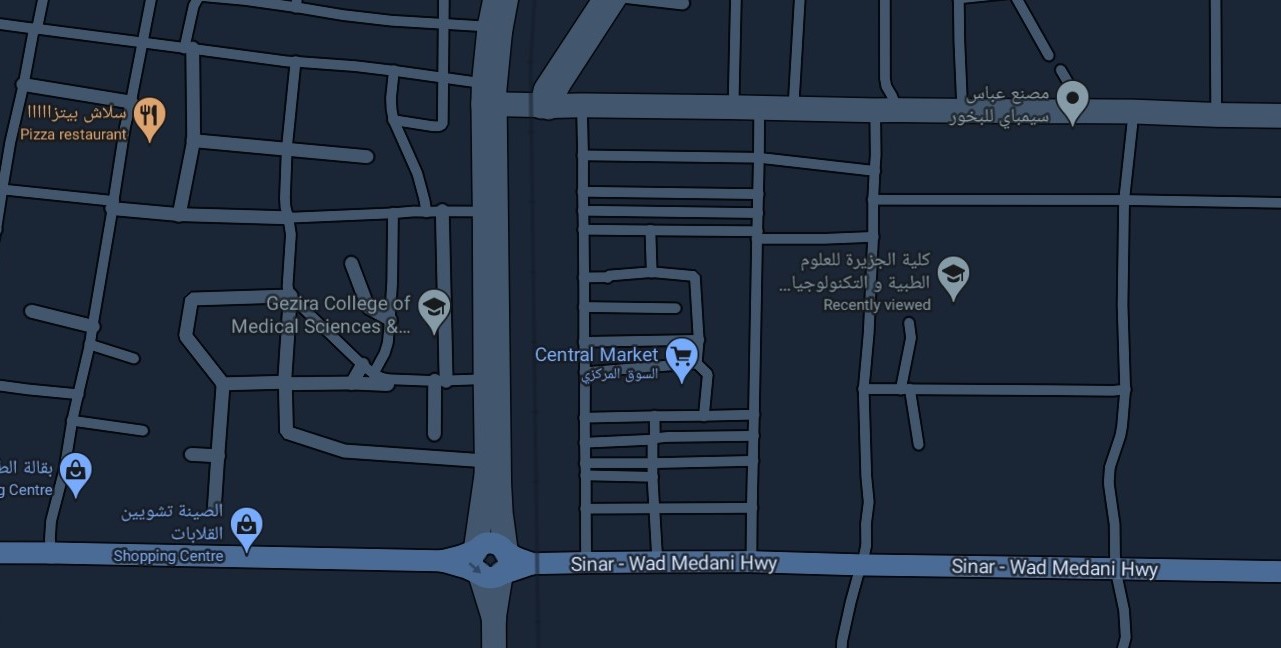 مصنع عباس
سيمباي للبخور
سلاش بيتزااااا
Pizza restaurant
كلية الجزيرة للعلوم
الطبية و التكنولوجيا...
Recently viewed
Gezira College of
Medical Sciences &...
Central Market
السوق المركزي
بقالة
g Centre
الصينة تشويين
القلابات
Shopping Centre
Sinar - Wad Medani Hwy
Sinar - Wad Medani Hwy